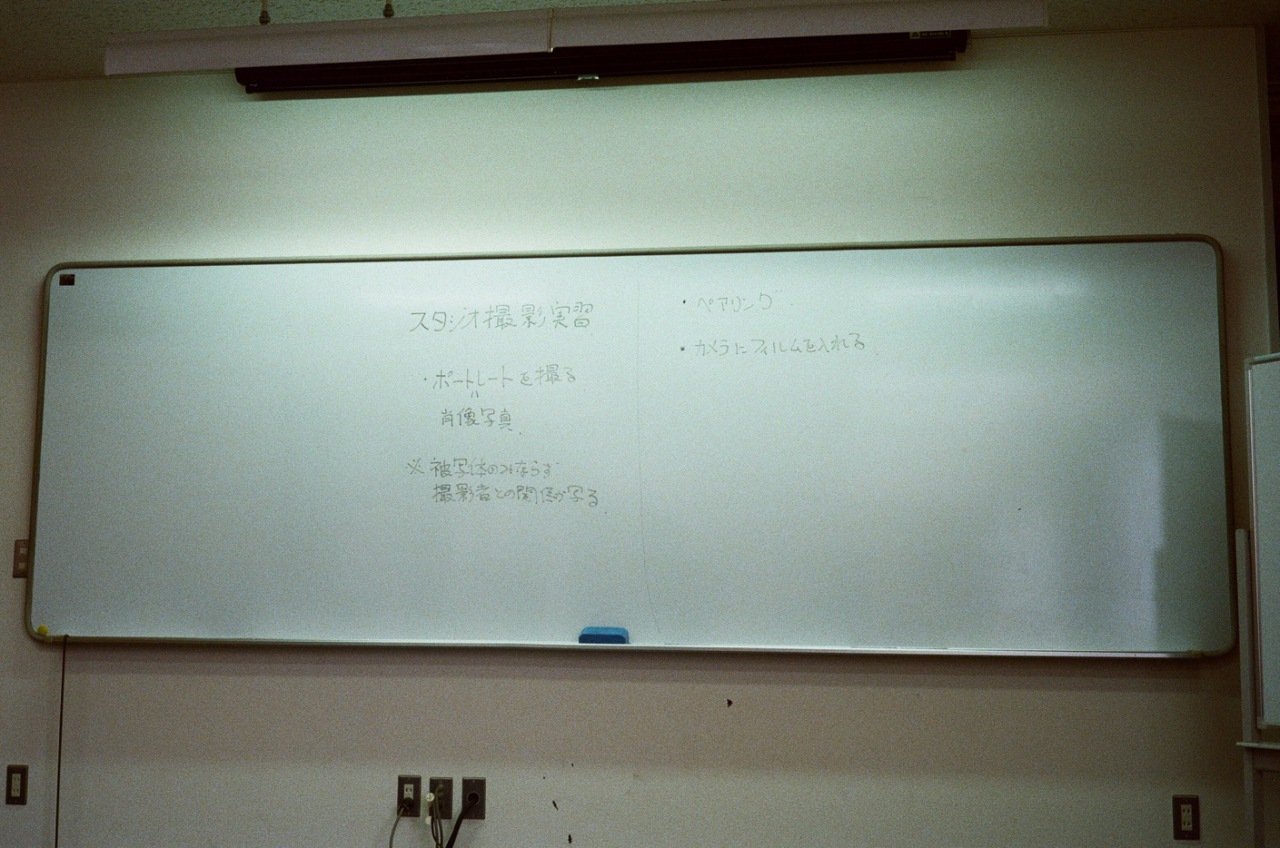 スタジオ撮影実習
・ポートレートを撮る
〃
肖像写真
※被写体のみならず
撮影者との関係が写る
・ペアリング
・カメラにフィルムを入れる